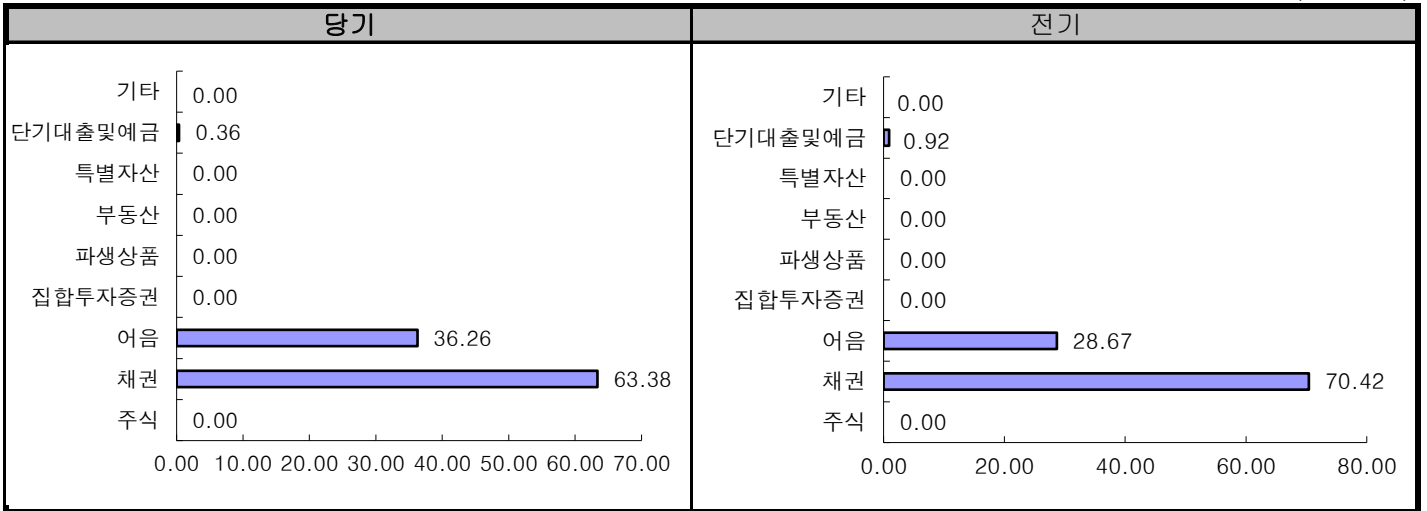 당기
기타 0.00
단기대출및예금 0.36
특별자산 0.00
부동산 0.00
파생상품 0.00
집합투자증권 0.00
어음 36.26
채권 63.38
주식 0.00
0.00 10.00 20.00 30.00 40.00 50.00 60.00 70.00
전기
기타 0.00
단기대출및예금 0.92
특별자산 0.00
부동산 0.00
파생상품 0.00
집합투자증권 0.00
어음 28.67
채권 70.42
주식 0.00
0.00 20.00 40.00 60.00 80.00